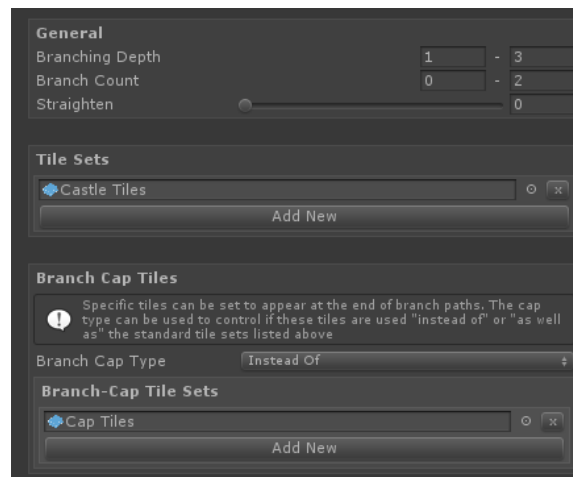 General
Branching Depth 1 - 3
Branch Count 0 - 2
Straighten 0
Tile Sets
Castle Tiles
Add New
Branch Cap Tiles
Specific tiles can be set to appear at the end of branch paths. The cap
type can be used to control if these tiles are used "instead of" or "as well
as" the standard tile sets listed above
Branch Cap Type Instead Of
Branch-Cap Tile Sets
Cap Tiles
Add New